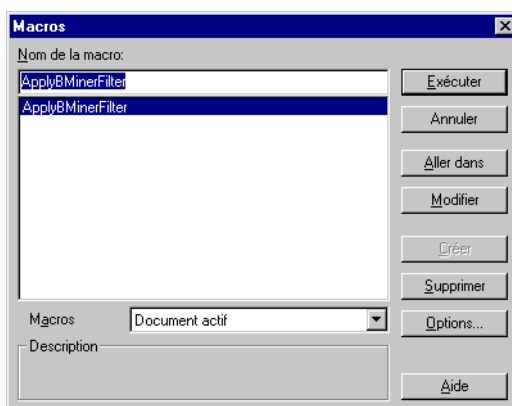 Macros
Nom de la macro:
ApplyBMinerFilter
ApplyBMinerFilter
Exécuter
Annuler
Aller dans
Modifier
Créer
Supprimer
Options...
Macros Document actif
Description
Aide